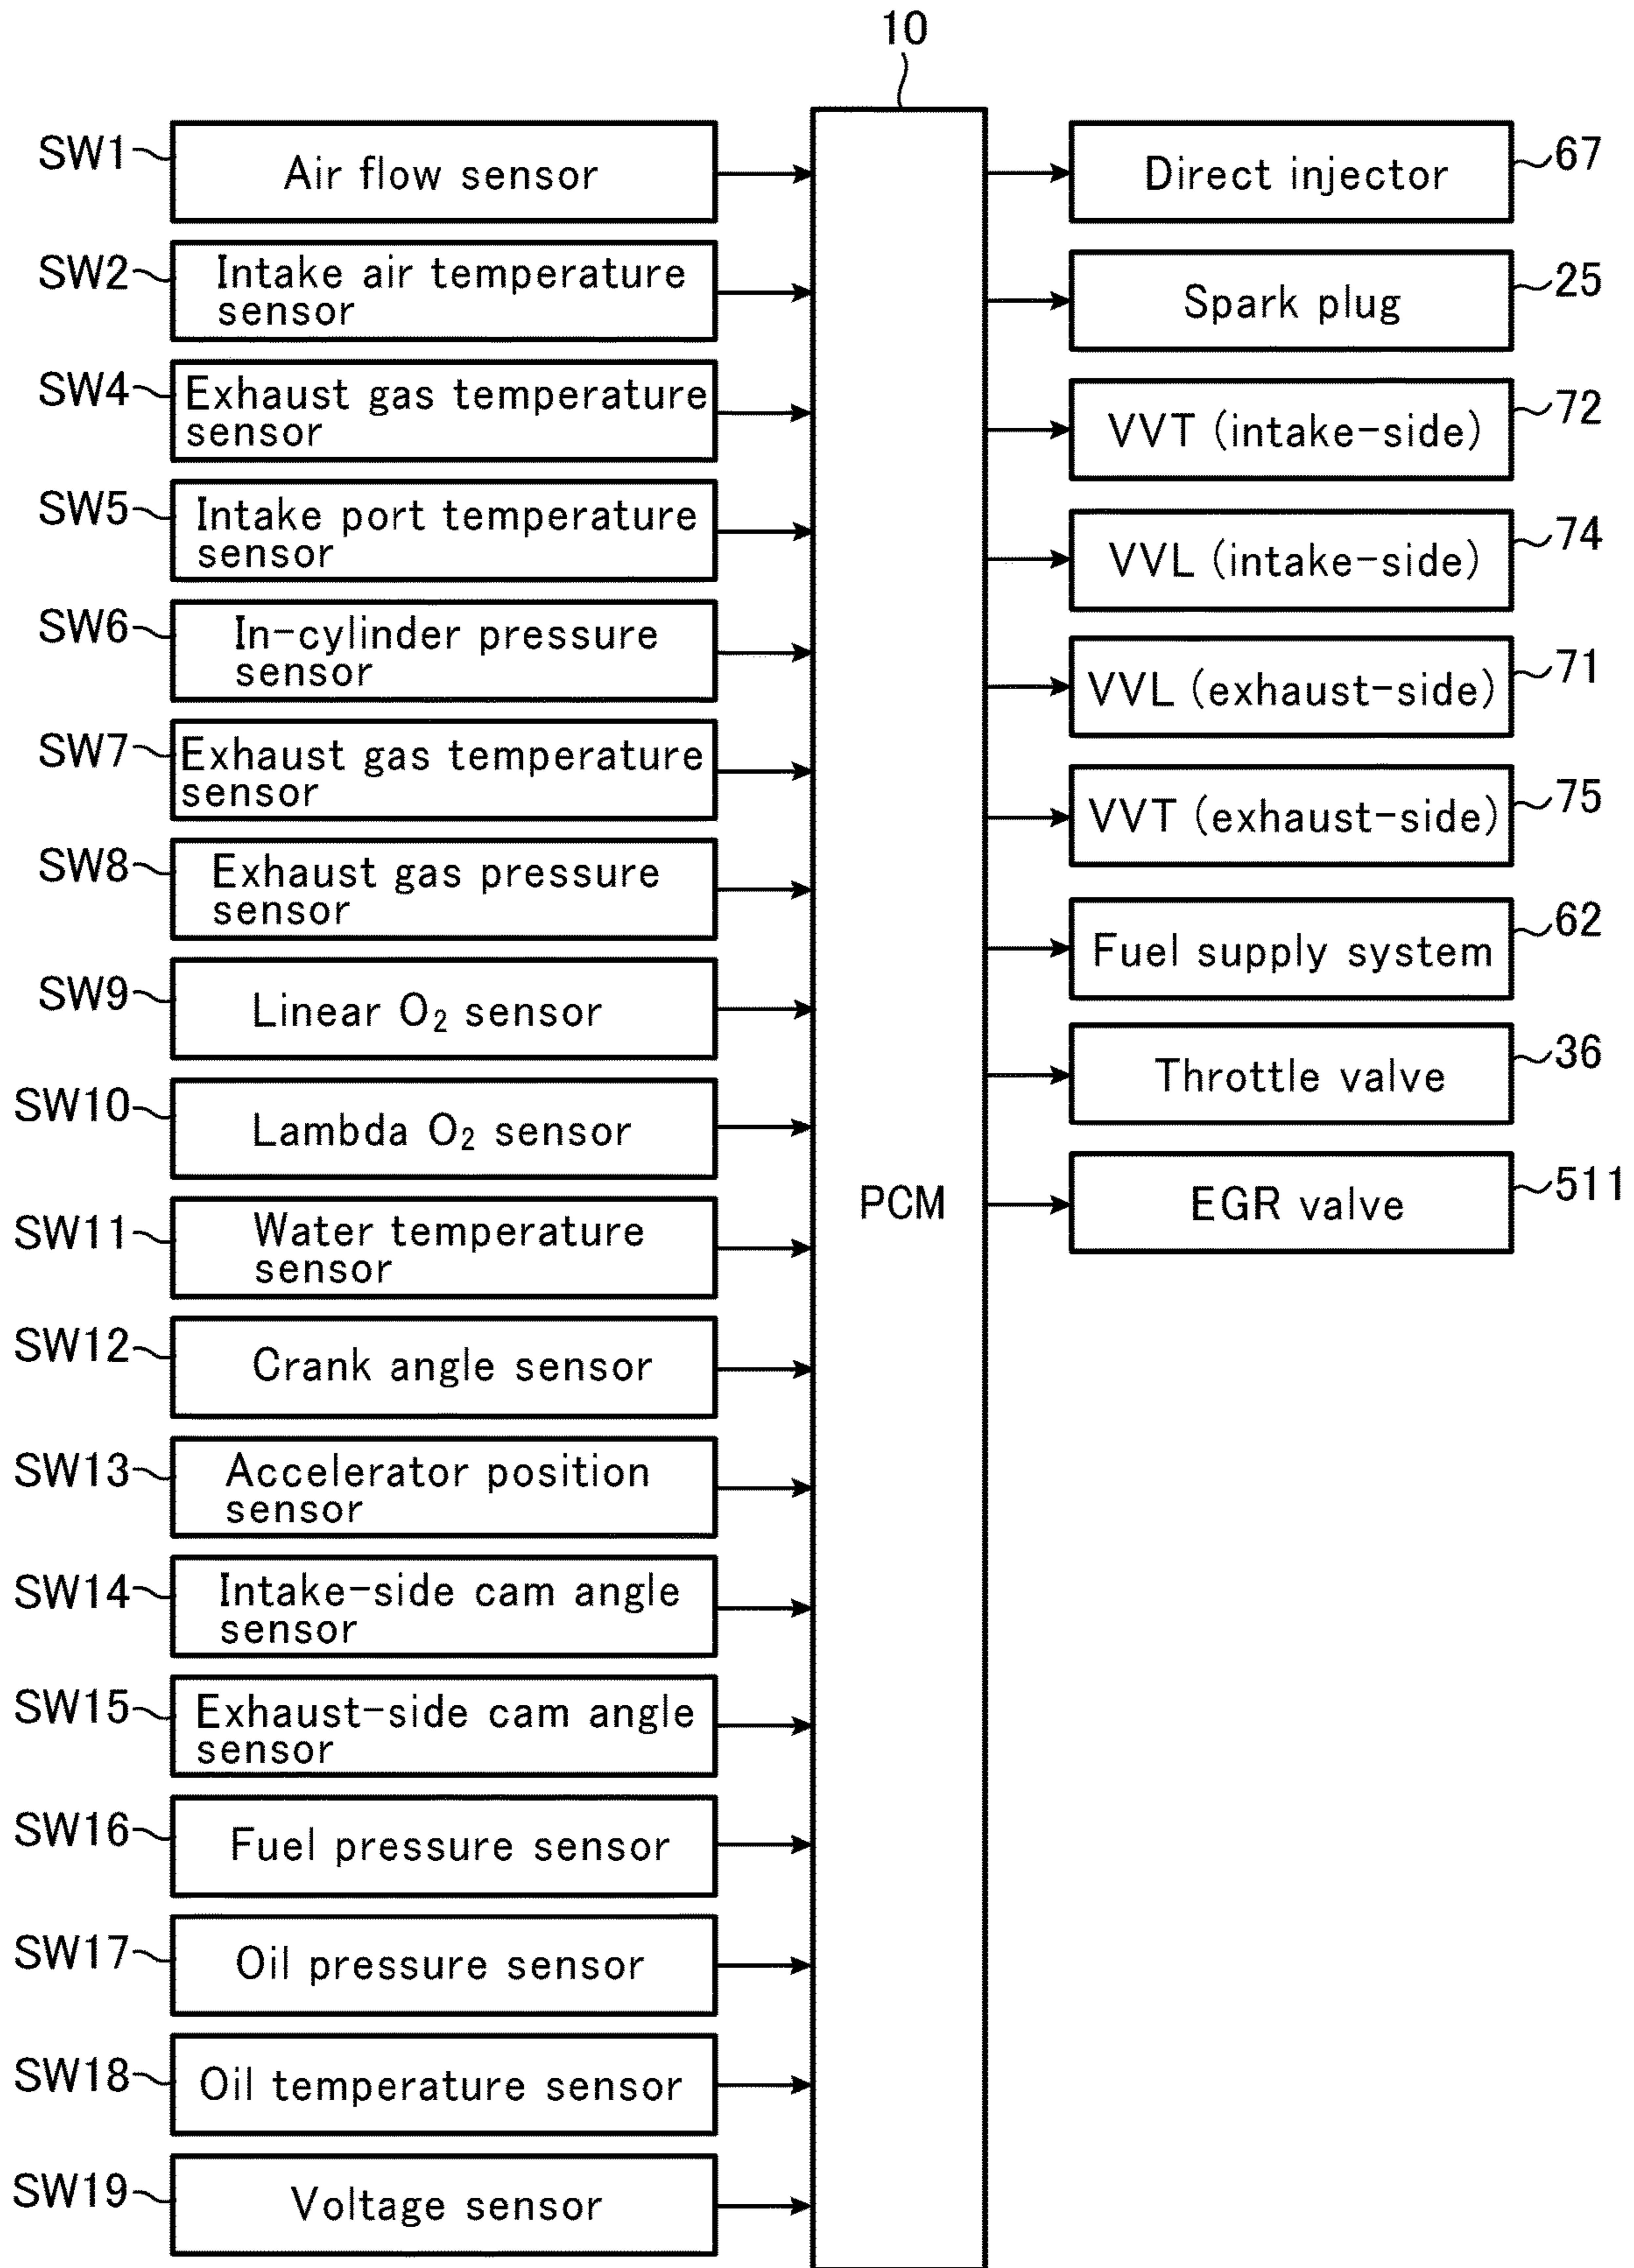 10
SW1
Air flow sensor
SW2
Intake air temperature
sensor
SW4
Exhaust gas temperature
sensor
SW5
Intake port temperature
sensor
SW6
In-cylinder pressure
sensor
SW7
Exhaust gas temperature
sensor
SW8
Exhaust gas pressure
sensor
SW9
Linear O₂ sensor
SW10
Lambda O₂ sensor
SW11
Water temperature
sensor
SW12
Crank angle sensor
SW13
Accelerator position
sensor
SW14
Intake-side cam angle
sensor
SW15
Exhaust-side cam angle
sensor
SW16
Fuel pressure sensor
SW17
Oil pressure sensor
SW18
Oil temperature sensor
SW19
Voltage sensor
PCM
Direct injector
67
Spark plug
25
VVT (intake-side)
72
VVL (intake-side)
74
VVL (exhaust-side)
71
VVT (exhaust-side)
75
Fuel supply system
62
Throttle valve
36
EGR valve
511